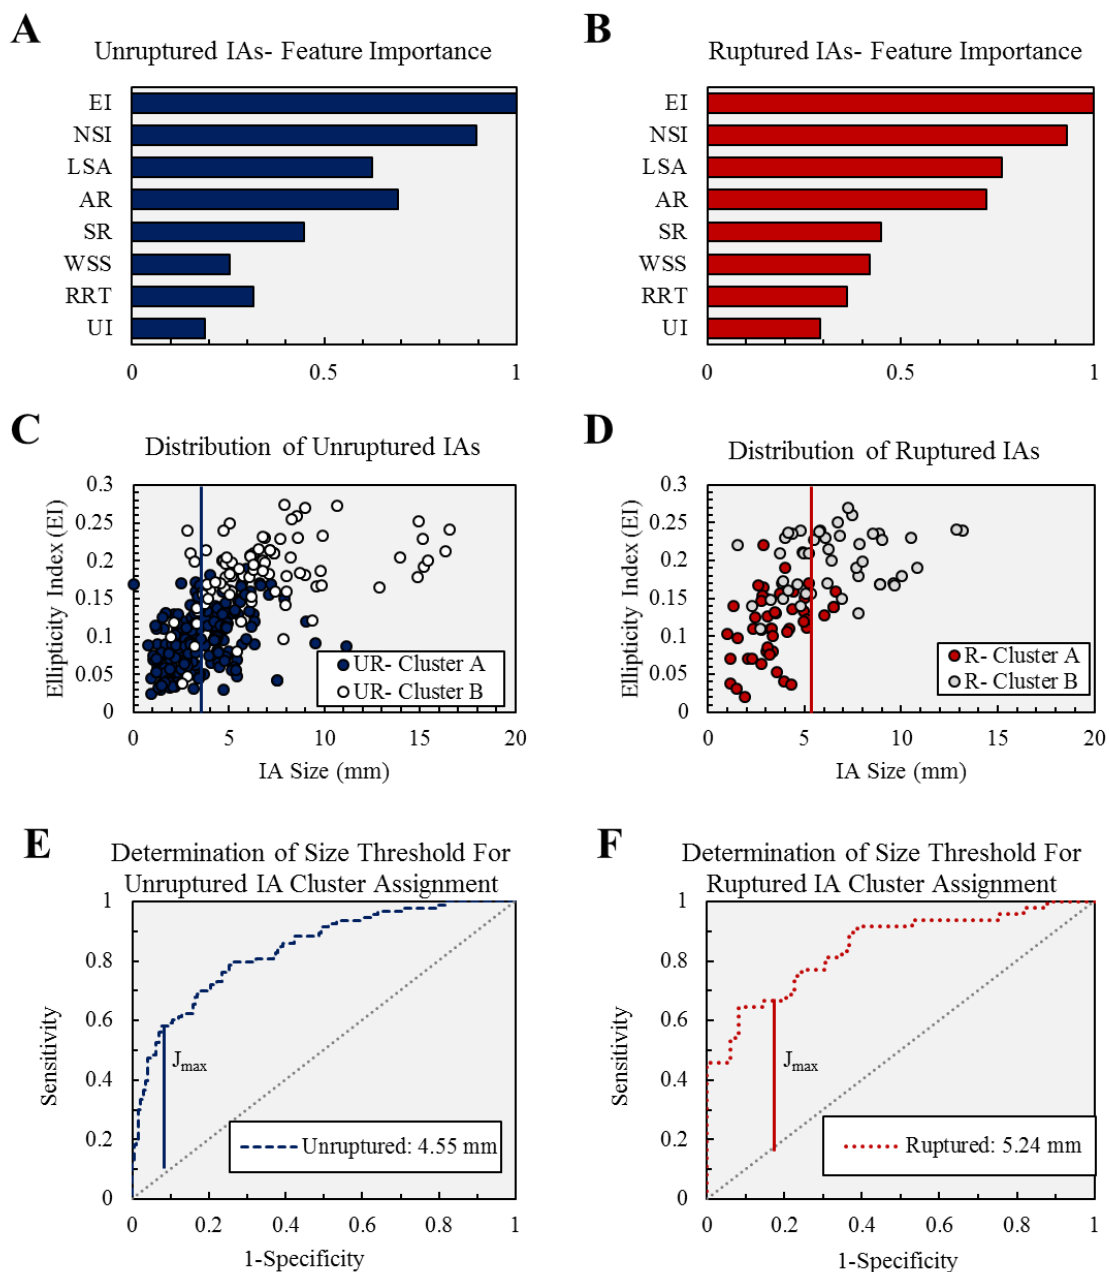 A
Unruptured IAs- Feature Importance
EI
NSI
LSA
AR
SR
WSS
RRT
UI
0
0.5
1
B
Ruptured IAs- Feature Importance
EI
NSI
LSA
AR
SR
WSS
RRT
UI
0
0.5
1
C
Distribution of Unruptured IAs
Ellipticity Index (EI)
0.3
0.25
0.2
0.15
0.1
0.05
0
UR- Cluster A
UR- Cluster B
0
5
10
15
20
IA Size (mm)
D
Distribution of Ruptured IAs
Ellipticity Index (EI)
0.3
0.25
0.2
0.15
0.1
0.05
0
R- Cluster A
R- Cluster B
0
5
10
15
20
IA Size (mm)
E
Determination of Size Threshold For
Unruptured IA Cluster Assignment
Sensitivity
1
0.8
0.6
0.4
0.2
0
Jmax
Unruptured: 4.55 mm
0
0.2
0.4
0.6
0.8
1
1-Specificity
F
Determination of Size Threshold For
Ruptured IA Cluster Assignment
Sensitivity
1
0.8
0.6
0.4
0.2
0
Jmax
Ruptured: 5.24 mm
0
0.2
0.4
0.6
0.8
1
1-Specificity